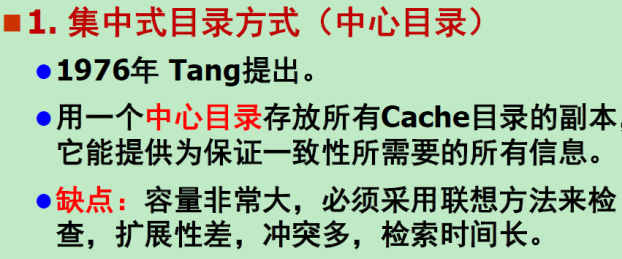 1. 集中式目录方式（中心目录）
1976年 Tang提出。
用一个中心目录存放所有Cache目录的副本，
它能提供为保证一致性所需要的所有信息。
缺点：容量非常大，必须采用联想方法来检
查，扩展性差，冲突多，检索时间长。